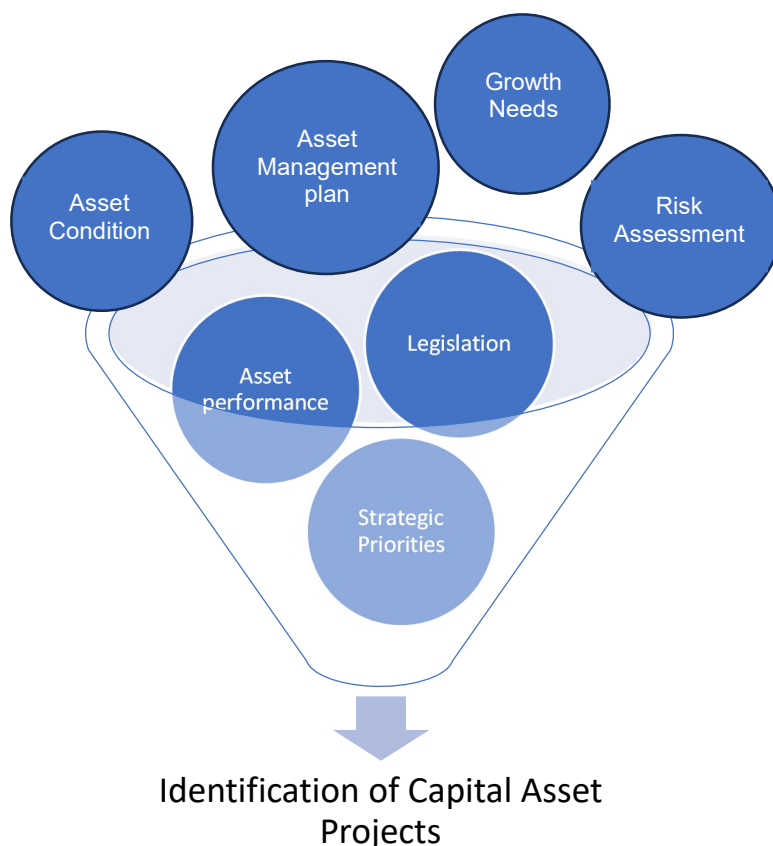 Growth
Needs
Asset
Management
plan
Asset
Condition
Risk
Assessment
Legislation
Asset
performance
Strategic
Priorities
Identification of Capital Asset
Projects